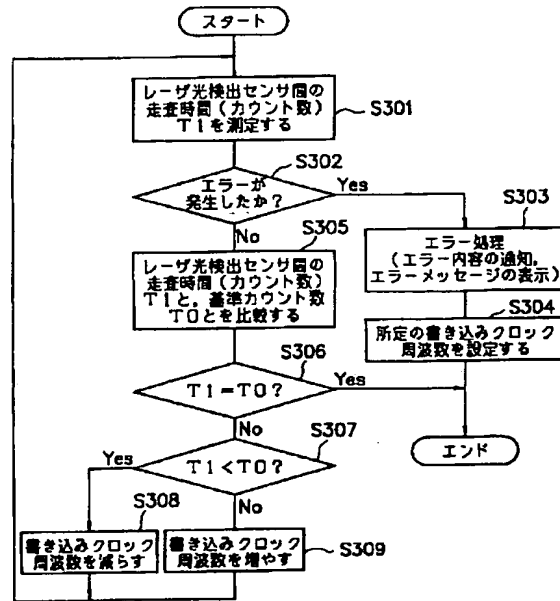 スタート
レーザ光検出センサ間の
走査時間(カウント数)
T1を測定する
S301
S302
エラーが
発生したか?
Yes
No
S303
エラー処理
(エラー内容の通知,
エラーメッセージの表示)
S305
レーザ光検出センサ間の
走査時間(カウント数)
T1と,基準カウント数
T0とを比較する
S304
所定の書き込みクロック
周波数を設定する
S306
T1=T0?
Yes
No
エンド
S307
T1<T0?
Yes
No
S308
書き込みクロック
周波数を減らす
書き込みクロック
周波数を増やす
S309